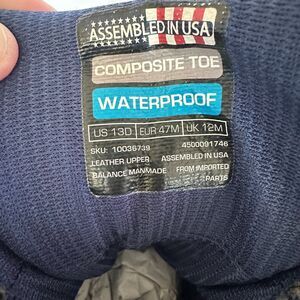 ASSEMBLED IN USA
COMPOSITE TOE
WATERPROOF
US 13D EUR 47M UK 12M
SKU: 10036739 4500091746
LEATHER UPPER ASSEMBLED IN USA
BALANCE MANMADE FROM IMPORTED
PARTS